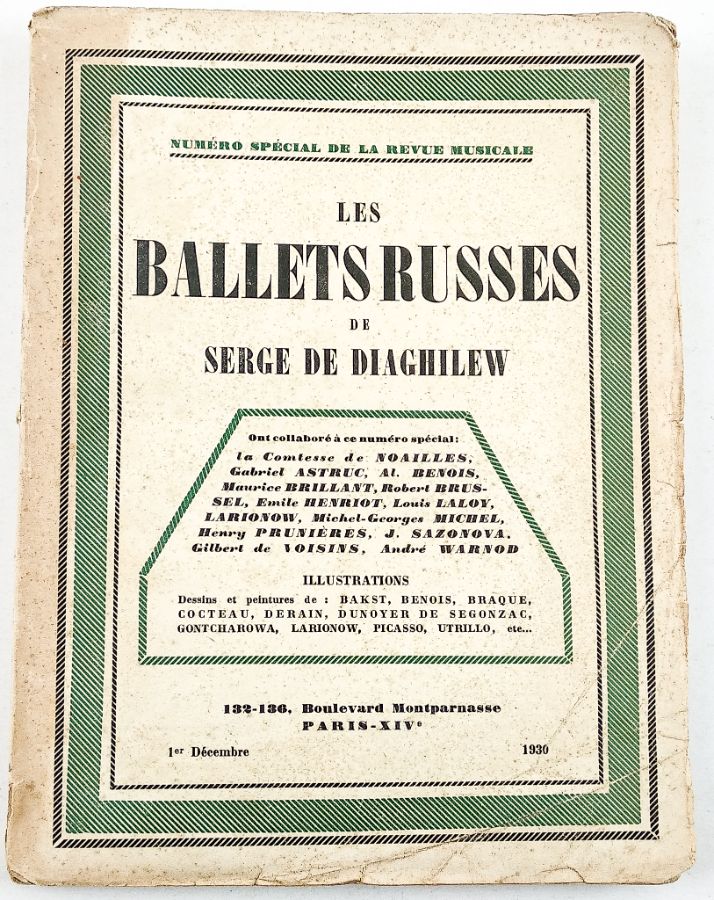 NUMÉRO SPÉCIAL DE LA REVUE MUSICALE
LES
BALLETS RUSSES
DE
SERGE DE DIAGHILEW
Ont collaboré à ce numéro spécial:
la Comtesse de NOAILLES,
Gabriel ASTRUC, Al. BENOIS,
Maurice BRILLANT, Robert BRUS-
SEL, Emile HENRIOT, Louis LALOY,
LARIONOW, Michel-Georges MICHEL,
Henry PRUNIÈRES, J. SAZONOVA.
Gilbert de VOISINS, André WARNOD
ILLUSTRATIONS
Dessins et peintures de : BAKST, BENOIS, BRAQUE,
COCTEAU, DERAIN, DUNOYER DE SEGONZAC,
GONTCHAROWA, LARIONOW, PICASSO, UTRILLO, etc...
132-136, Boulevard Montparnasse
PARIS-XIVe
1er Décembre 1930